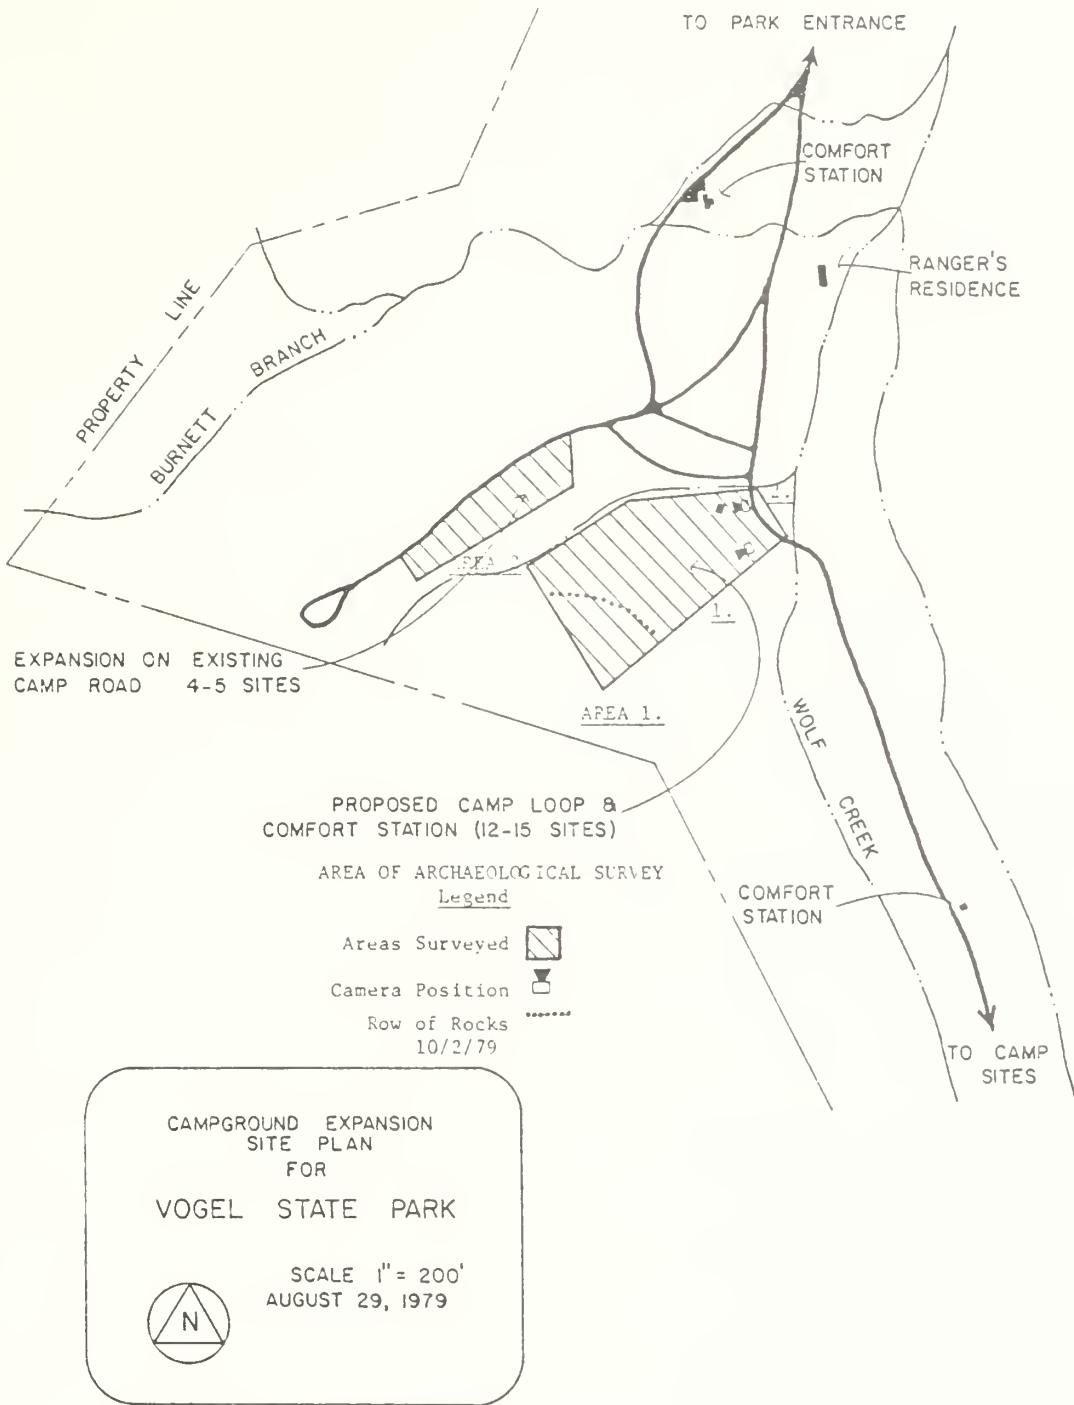 TO PARK ENTRANCE
COMFORT
STATION
RANGER'S
RESIDENCE
PROPERTY LINE
BURNETT BRANCH
AREA 2
1.
1.
EXPANSION ON EXISTING
CAMP ROAD 4-5 SITES
AREA 1.
WOLF CREEK
PROPOSED CAMP LOOP &
COMFORT STATION (12-15 SITES)
AREA OF ARCHAEOLOGICAL SURVEY
Legend
Areas Surveyed
Camera Position
Row of Rocks
10/2/79
COMFORT
STATION
TO CAMP
SITES
CAMPGROUND EXPANSION
SITE PLAN
FOR
VOGEL STATE PARK
SCALE 1" = 200'
AUGUST 29, 1979
N